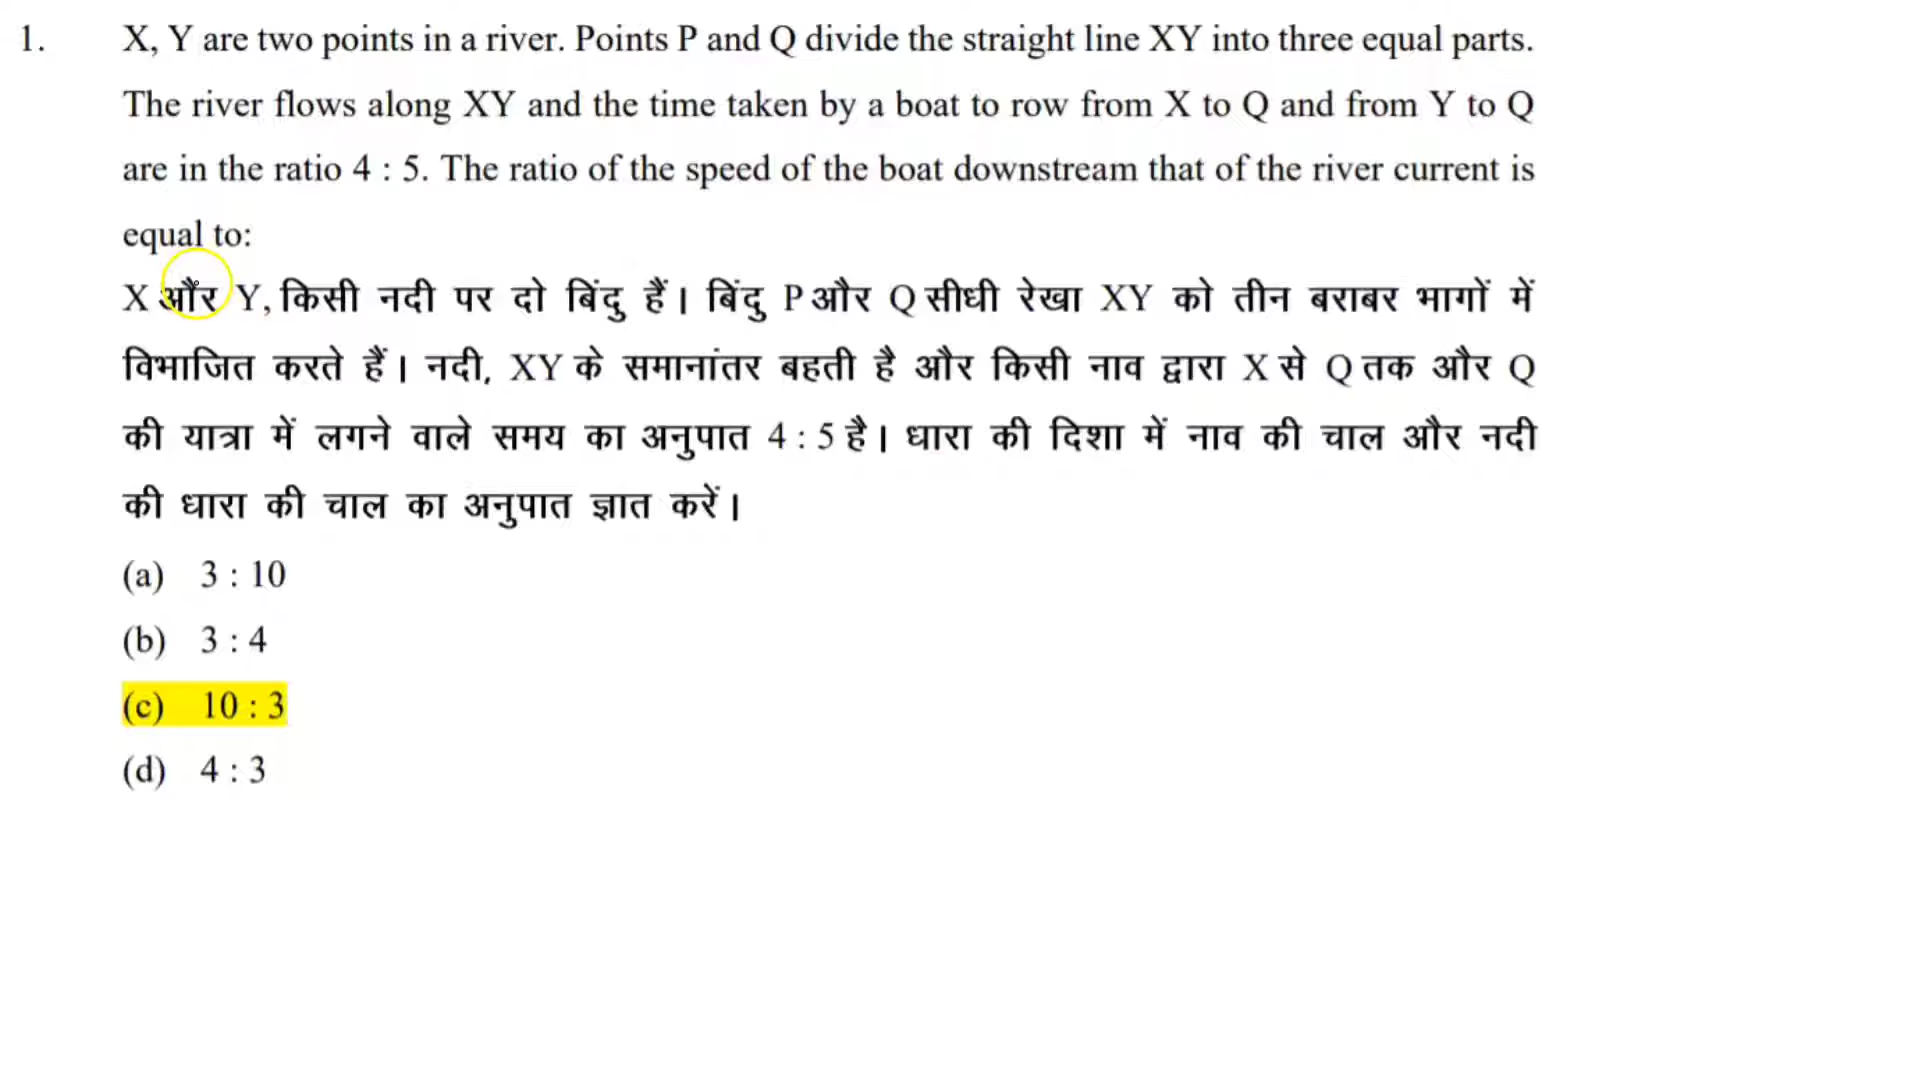 1. X, Y are two points in a river. Points P and Q divide the straight line XY into three equal parts.
The river flows along XY and the time taken by a boat to row from X to Q and from Y to Q
are in the ratio 4 : 5. The ratio of the speed of the boat downstream that of the river current is
equal to:
X और Y, किसी नदी पर दो बिंदु हैं। बिंदु P और Q सीधी रेखा XY को तीन बराबर भागों में
विभाजित करते हैं। नदी, XY के समानांतर बहती है और किसी नाव द्वारा X से Q तक और Q
की यात्रा में लगने वाले समय का अनुपात 4 : 5 है। धारा की दिशा में नाव की चाल और नदी
की धारा की चाल का अनुपात ज्ञात करें।
(a) 3 : 10
(b) 3 : 4
(c) 10 : 3
(d) 4 : 3